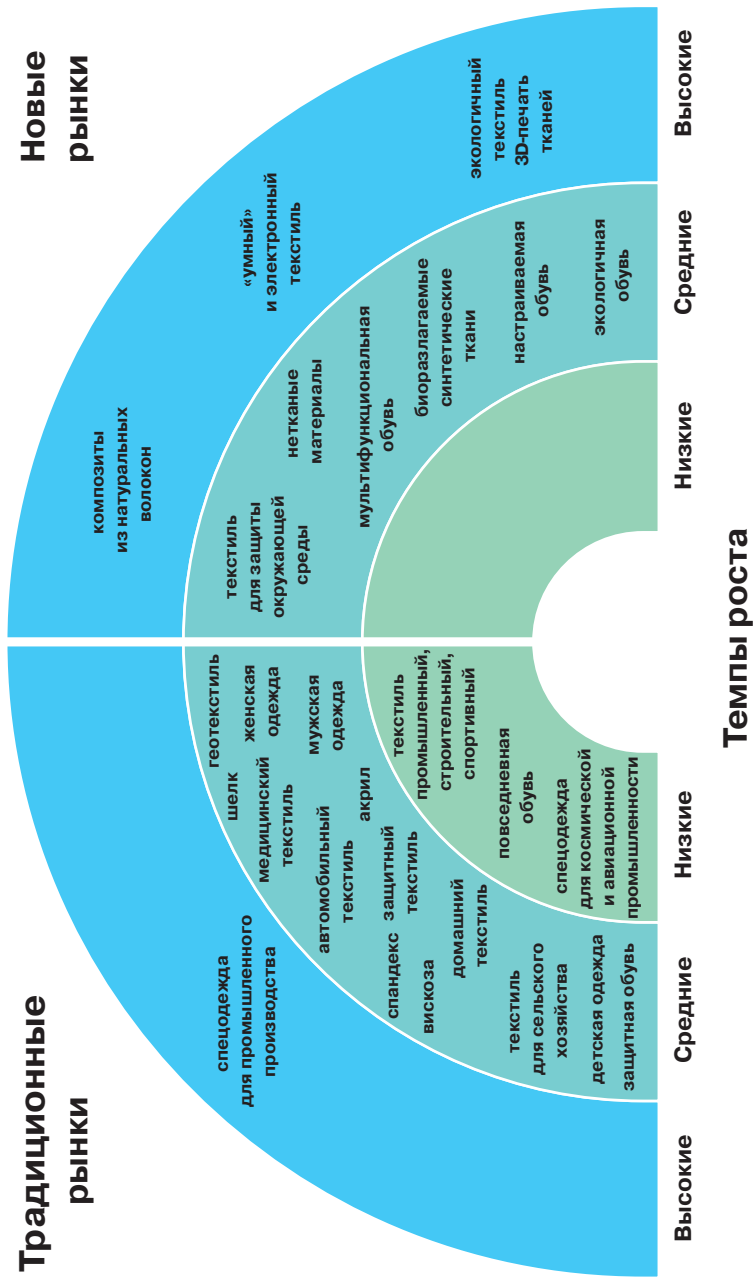 Традиционные
рынки
Новые
рынки
спецодежда
для промышленного
производства
геотекстиль
шелк
женская
одежда
медицинский
текстиль
мужская
одежда
автомобильный
текстиль
акрил
защитный
текстиль
спандекс
вискоза
домашний
текстиль
текстиль
для сельского
хозяйства
детская одежда
защитная обувь
текстиль
промышленный,
строительный,
спортивный
повседневная
обувь
спецодежда
для космической
и авиационной
промышленности
композиты
из натуральных
волокон
«умный»
и электронный
текстиль
экологичный
текстиль
3D-печать
тканей
текстиль
для защиты
окружающей
среды
нетканые
материалы
мультифункциональная
обувь
биоразлагаемые
синтетические
ткани
настраиваемая
обувь
экологичная
обувь
Высокие
Средние
Низкие
Низкие
Средние
Высокие
Темпы роста